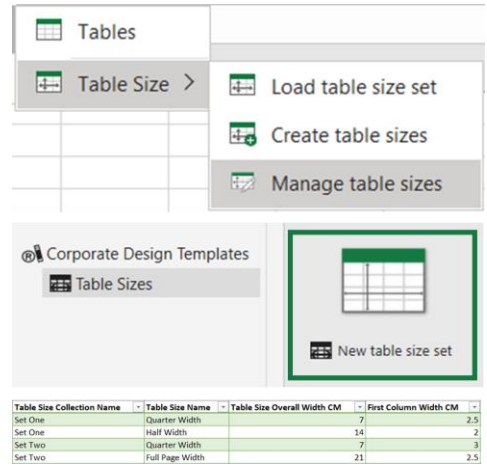 Tables
Table Size >
Load table size set
Create table sizes
Manage table sizes
Corporate Design Templates
Table Sizes
New table size set
Table Size Collection Name Table Size Name Table Size Overall Width CM First Column Width CM
Set One Quarter Width 7 2.5
Set One Half Width 14 2
Set Two Quarter Width 7 3
Set Two Full Page Width 21 2.5